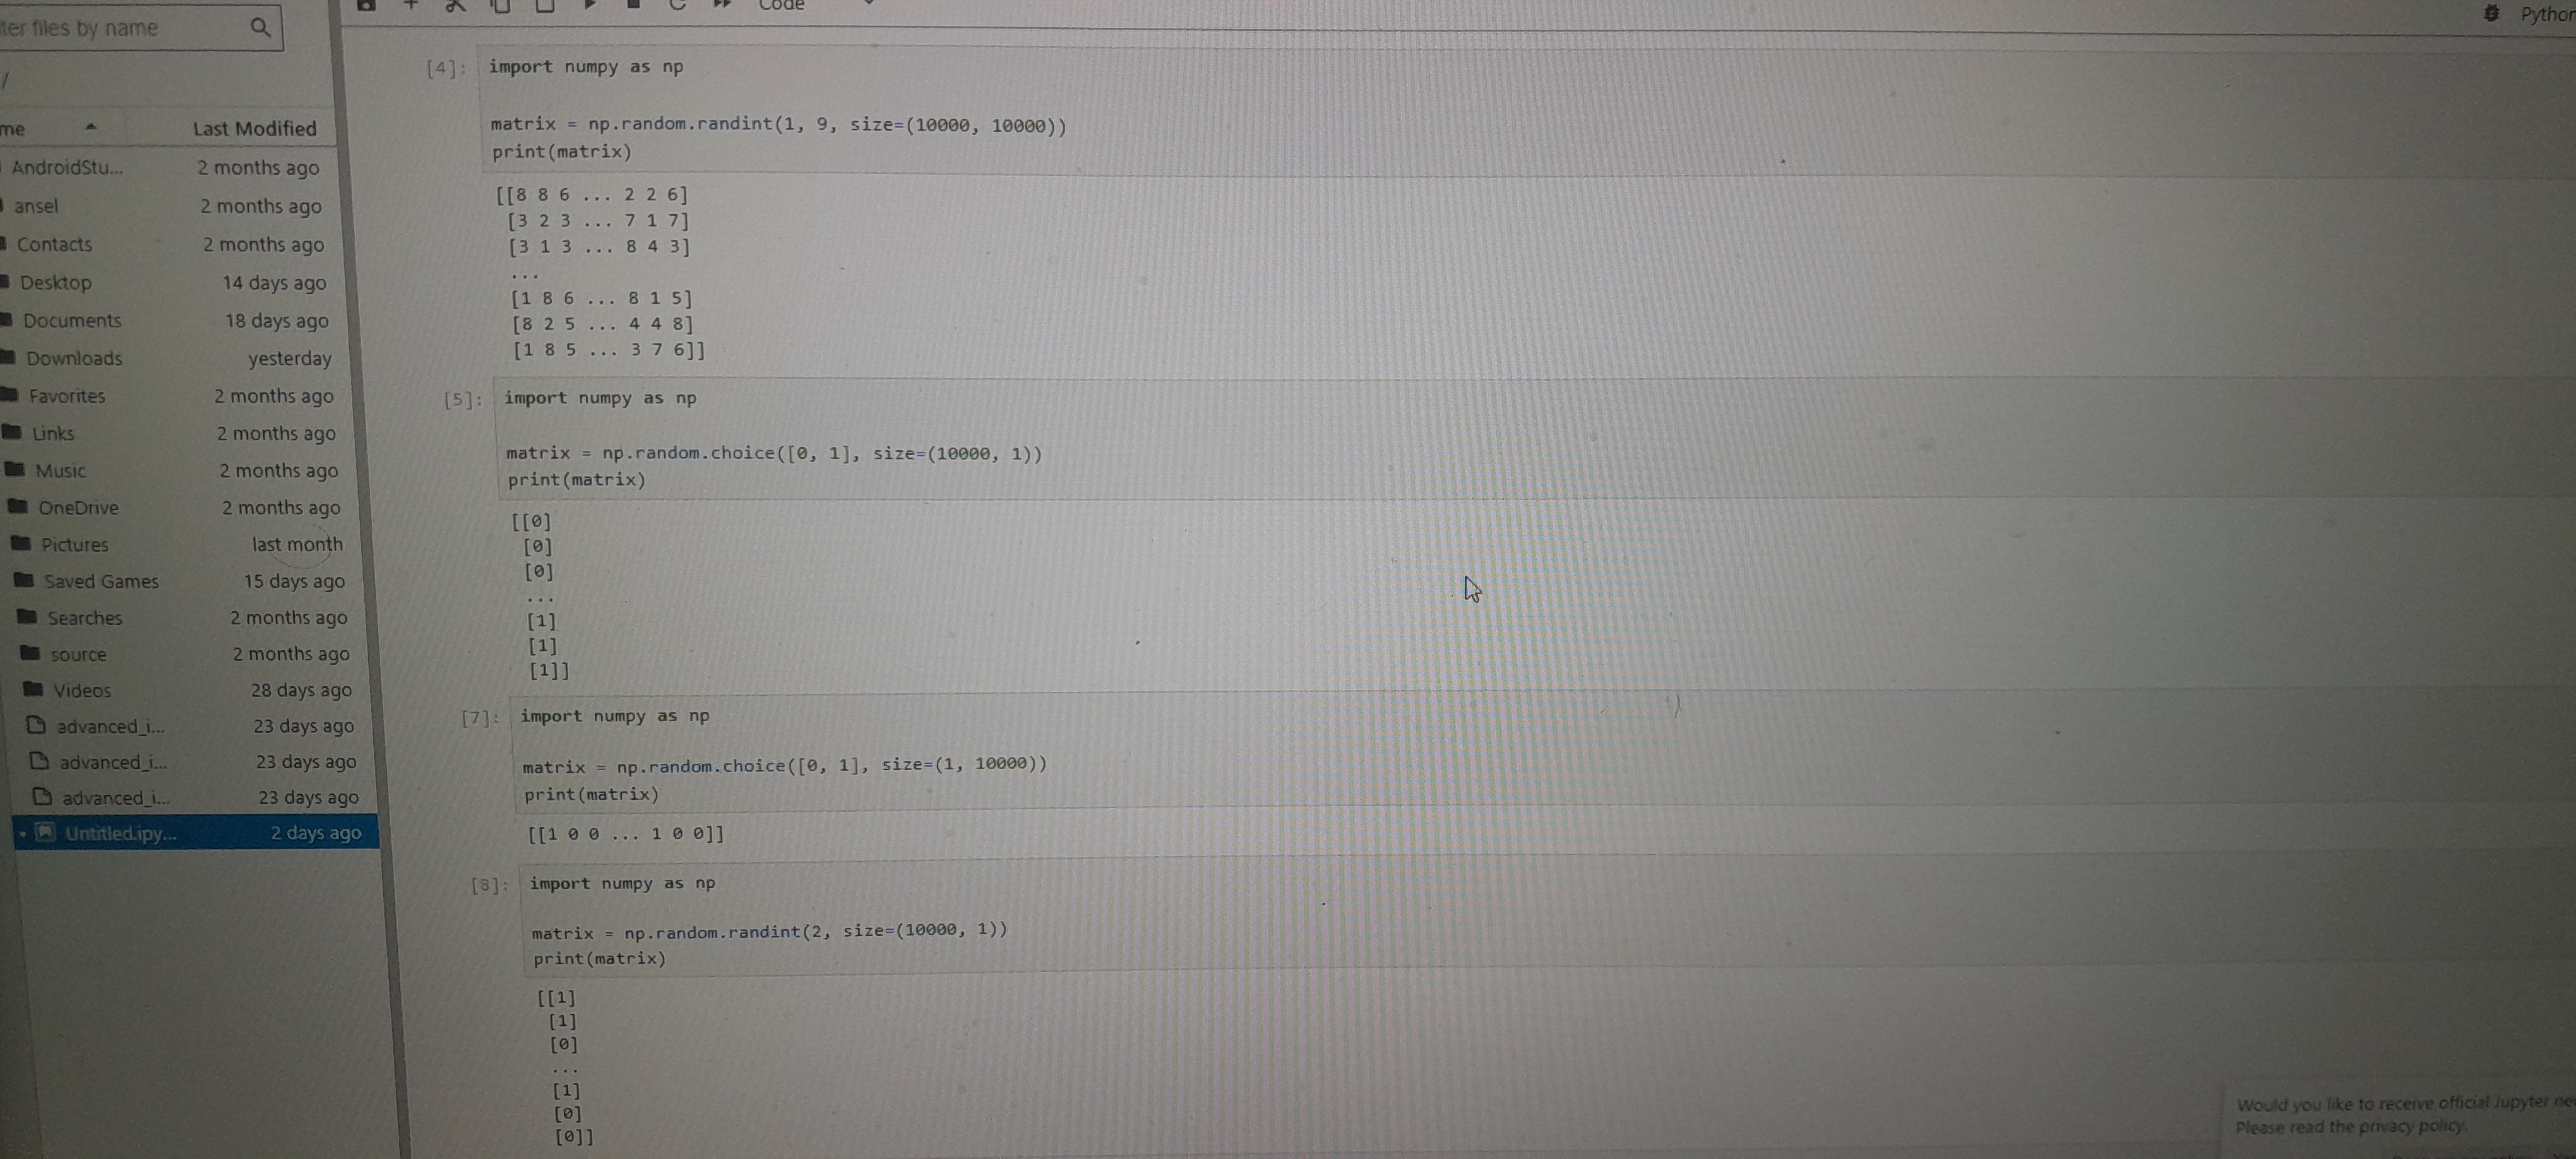 ter files by name
/
me Last Modified
AndroidStu... 2 months ago
ansel 2 months ago
Contacts 2 months ago
Desktop 14 days ago
Documents 18 days ago
Downloads yesterday
Favorites 2 months ago
Links 2 months ago
Music 2 months ago
OneDrive 2 months ago
Pictures last month
Saved Games 15 days ago
Searches 2 months ago
source 2 months ago
Videos 28 days ago
advanced_i... 23 days ago
advanced_i... 23 days ago
advanced_i... 23 days ago
Untitled.ipy... 2 days ago
Code
Python
[4]: import numpy as np
matrix = np.random.randint(1, 9, size=(10000, 10000))
print(matrix)
[[8 8 6 ... 2 2 6]
[3 2 3 ... 7 1 7]
[3 1 3 ... 8 4 3]
...
[1 8 6 ... 8 1 5]
[8 2 5 ... 4 4 8]
[1 8 5 ... 3 7 6]]
[5]: import numpy as np
matrix = np.random.choice([0, 1], size=(10000, 1))
print(matrix)
[[0]
[0]
[0]
...
[1]
[1]
[1]]
[7]: import numpy as np
matrix = np.random.choice([0, 1], size=(1, 10000))
print(matrix)
[[1 0 0 ... 1 0 0]]
[8]: import numpy as np
matrix = np.random.randint(2, size=(10000, 1))
print(matrix)
[[1]
[1]
[0]
...
[1]
[0]
[0]]
Would you like to receive official Jupyter ne
Please read the privacy policy.